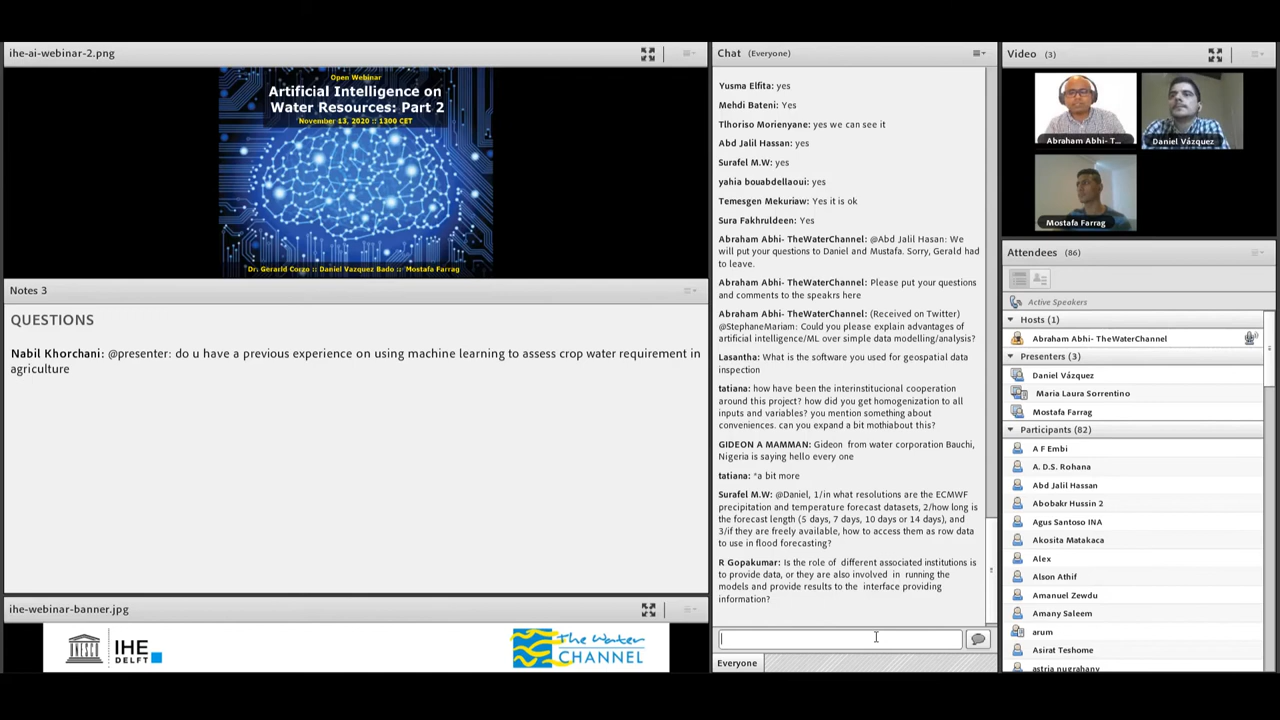 ihe-ai-webinar-2.png
Open Webinar
Artificial Intelligence on
Water Resources: Part 2
November 13, 2020 :: 1300 CET
Dr. Gerarld Corzo :: Daniel Vazquez Bado :: Mostafa Farrag
Notes 3
QUESTIONS
Nabil Khorchani: @presenter: do u have a previous experience on using machine learning to assess crop water requirement in
agriculture
ihe-webinar-banner.jpg
UNESCO
IHE
DELFT
The Water
CHANNEL
Chat (Everyone)
Yusma Elfita: yes
Mehdi Bateni: Yes
Tlhoriso Morienyane: yes we can see it
Abd Jalil Hassan: yes
Surafel M.W: yes
yahia bouabdellaoui: yes
Temesgen Mekuriaw: Yes it is ok
Sura Fakhruldeen: Yes
Abraham Abhi- TheWaterChannel: @Abd Jalil Hasan: We
will put your questions to Daniel and Mustafa. Sorry, Gerald had
to leave.
Abraham Abhi- TheWaterChannel: Please put your questions
and comments to the speakrs here
Abraham Abhi- TheWaterChannel: (Received on Twitter)
@StephaneMariam: Could you please explain advantages of
artificial intelligence/ML over simple data modelling/analysis?
Lasantha: What is the software you used for geospatial data
inspection
tatiana: how have been the interinstitucional cooperation
around this project? how did you get homogenization to all
inputs and variables? you mention something about
conveniences. can you expand a bit mothiabout this?
GIDEON A MAMMAN: Gideon from water corporation Bauchi,
Nigeria is saying hello every one
tatiana: *a bit more
Surafel M.W: @Daniel, 1/in what resolutions are the ECMWF
precipitation and temperature forecast datasets, 2/how long is
the forecast length (5 days, 7 days, 10 days or 14 days), and
3/if they are freely available, how to access them as row data
to use in flood forecasting?
R Gopakumar: Is the role of different associated institutions is
to provide data, or they are also involved in running the
models and provide results to the interface providing
information?
Everyone
Video (3)
Abraham Abhi- T...
Daniel Vázquez
Mostafa Farrag
Attendees (86)
Active Speakers
Hosts (1)
Abraham Abhi- TheWaterChannel
Presenters (3)
Daniel Vázquez
Maria Laura Sorrentino
Mostafa Farrag
Participants (82)
A F Embi
A. D.S. Rohana
Abd Jalil Hassan
Abobakr Hussin 2
Agus Santoso INA
Akosita Matakaca
Alex
Alson Athif
Amanuel Zewdu
Amany Saleem
arum
Asirat Teshome
astria nugrahany